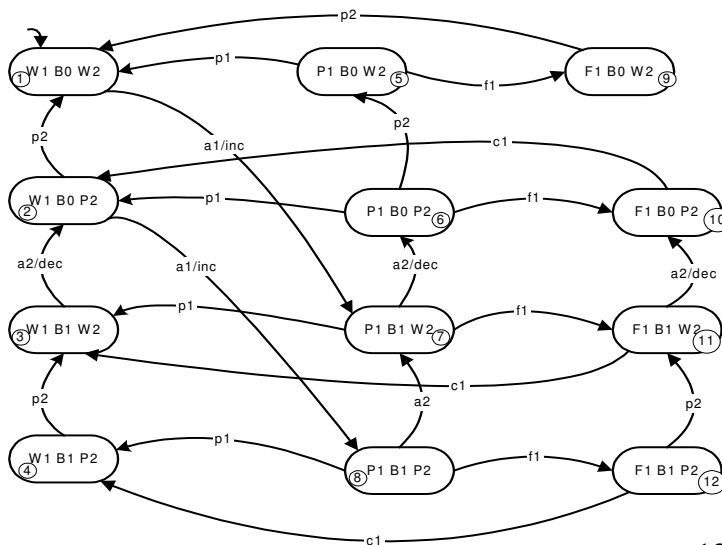 p2
W1 B0 W2
1
p1
P1 B0 W2
5
f1
F1 B0 W2
9
p2
a1/inc
p2
c1
W1 B0 P2
2
p1
P1 B0 P2
6
f1
F1 B0 P2
10
a2/dec
a1/inc
a2/dec
a2/dec
W1 B1 W2
3
p1
P1 B1 W2
7
f1
F1 B1 W2
11
p2
c1
a2
p2
W1 B1 P2
4
p1
P1 B1 P2
8
f1
F1 B1 P2
12
c1